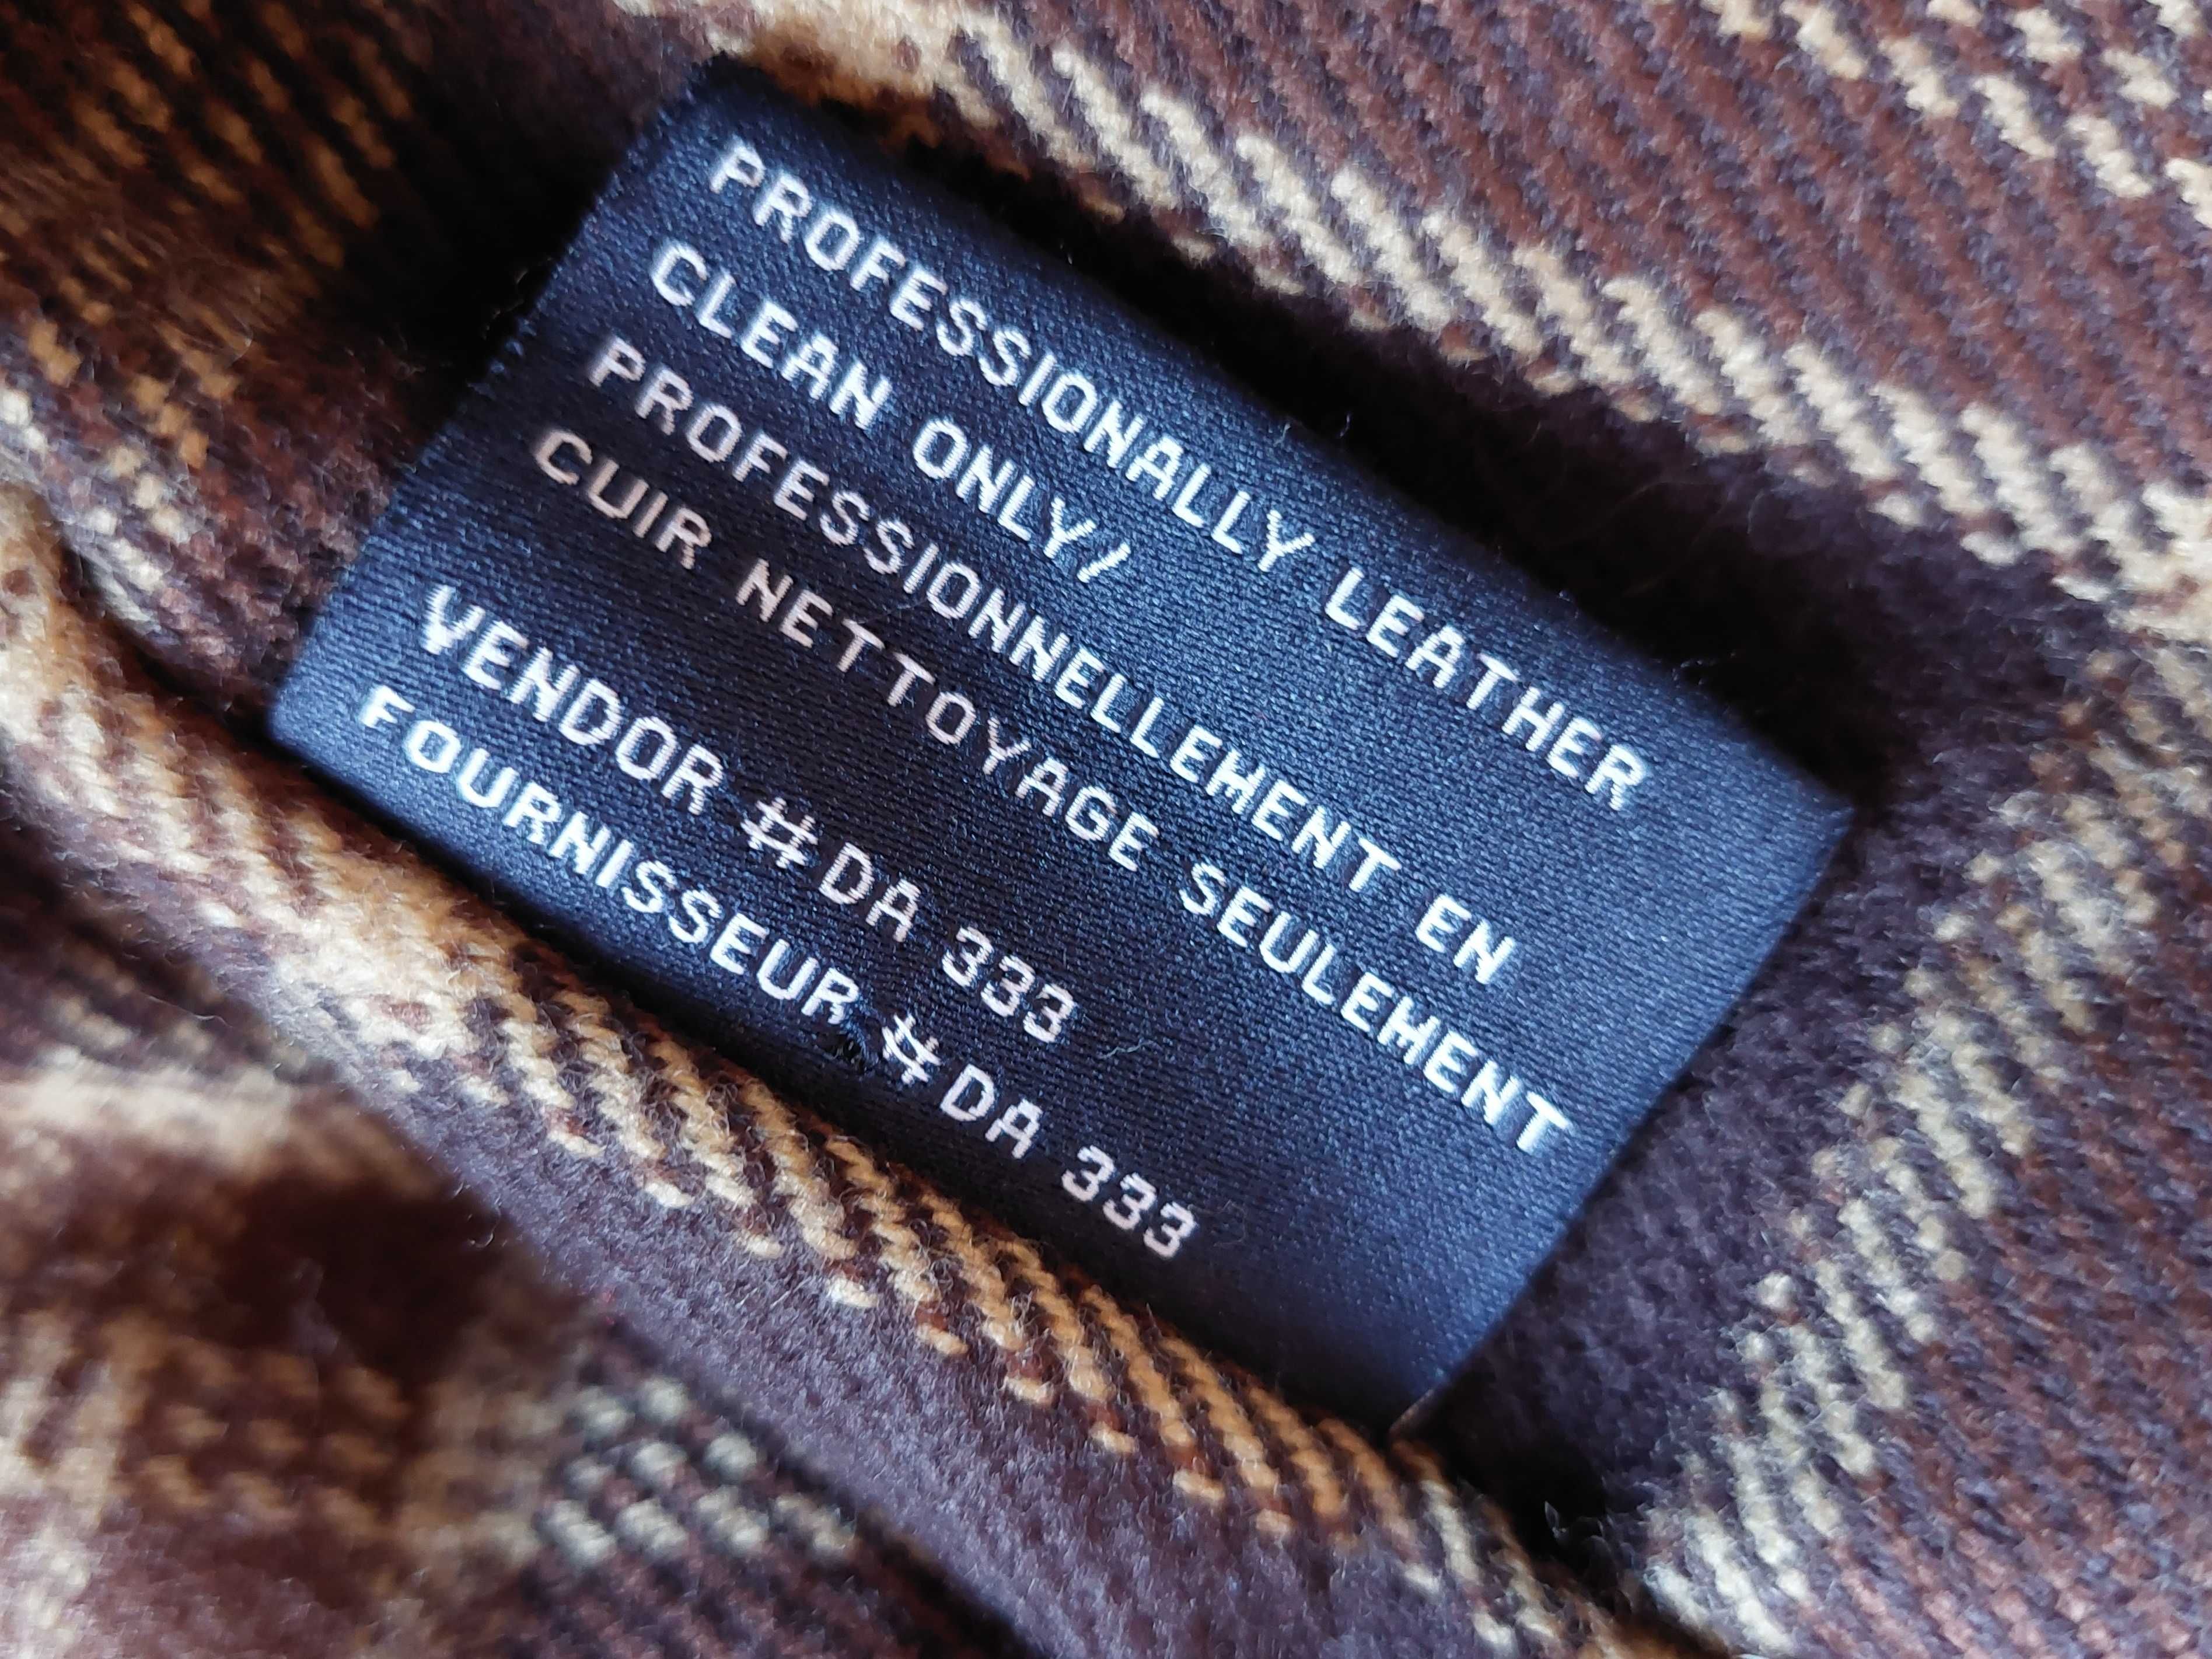 PROFESSIONALLY LEATHER
CLEAN ONLY/
PROFESSIONNELLEMENT EN
CUIR NETTOYAGE SEULEMENT
VENDOR # DA 333
FOURNISSEUR # DA 333